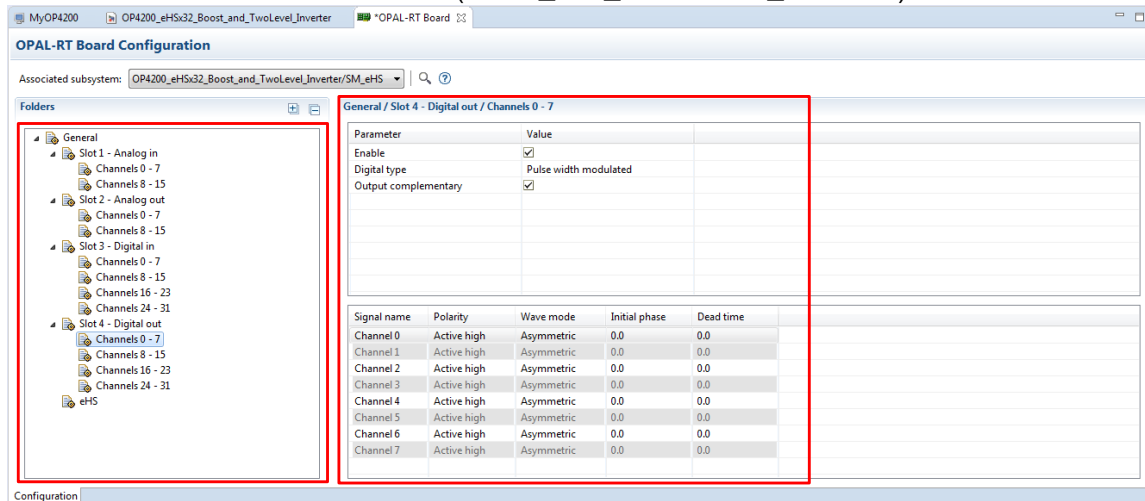 MyOP4200 OP4200_eHSx32_Boost_and_TwoLevel_Inverter *OPAL-RT Board
OPAL-RT Board Configuration
Associated subsystem: OP4200_eHSx32_Boost_and_TwoLevel_Inverter/SM_eHS
Folders
General
Slot 1 - Analog in
Channels 0 - 7
Channels 8 - 15
Slot 2 - Analog out
Channels 0 - 7
Channels 8 - 15
Slot 3 - Digital in
Channels 0 - 7
Channels 8 - 15
Channels 16 - 23
Channels 24 - 31
Slot 4 - Digital out
Channels 0 - 7
Channels 8 - 15
Channels 16 - 23
Channels 24 - 31
eHS
General / Slot 4 - Digital out / Channels 0 - 7
Parameter Value
Enable
Digital type Pulse width modulated
Output complementary
Signal name Polarity Wave mode Initial phase Dead time
Channel 0 Active high Asymmetric 0.0 0.0
Channel 1 Active high Asymmetric 0.0 0.0
Channel 2 Active high Asymmetric 0.0 0.0
Channel 3 Active high Asymmetric 0.0 0.0
Channel 4 Active high Asymmetric 0.0 0.0
Channel 5 Active high Asymmetric 0.0 0.0
Channel 6 Active high Asymmetric 0.0 0.0
Channel 7 Active high Asymmetric 0.0 0.0
Configuration